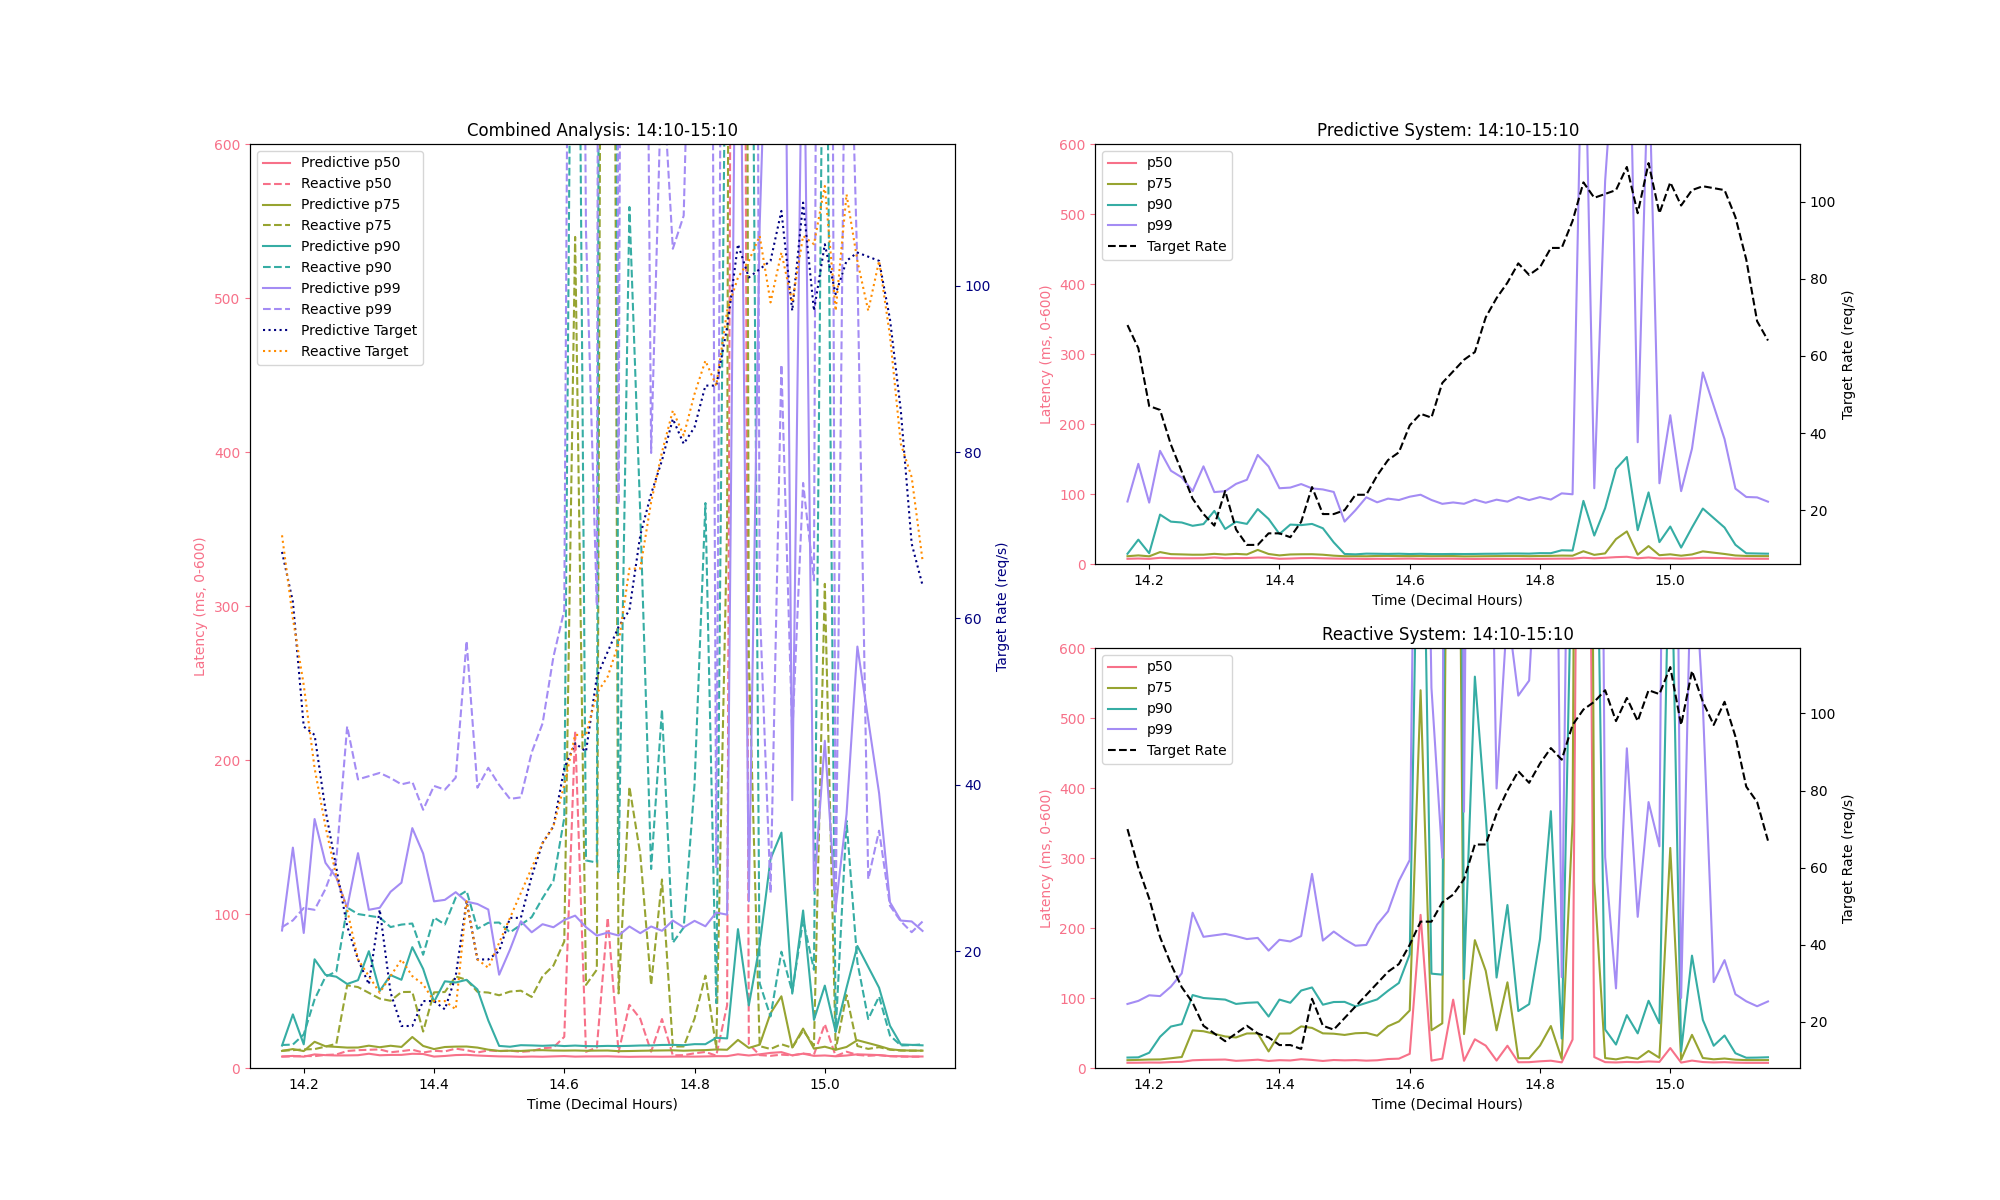 Combined Analysis: 14:10-15:10
600
500
400
300
200
100
0
Latency (ms, 0-600)
Predictive p50
Reactive p50
Predictive p75
Reactive p75
Predictive p90
Reactive p90
Predictive p99
Reactive p99
Predictive Target
Reactive Target
100
80
60
40
20
Target Rate (req/s)
14.2 14.4 14.6 14.8 15.0
Time (Decimal Hours)
Predictive System: 14:10-15:10
600
500
400
300
200
100
0
Latency (ms, 0-600)
p50
p75
p90
p99
Target Rate
100
80
60
40
20
Target Rate (req/s)
14.2 14.4 14.6 14.8 15.0
Time (Decimal Hours)
Reactive System: 14:10-15:10
600
500
400
300
200
100
0
Latency (ms, 0-600)
p50
p75
p90
p99
Target Rate
100
80
60
40
20
Target Rate (req/s)
14.2 14.4 14.6 14.8 15.0
Time (Decimal Hours)